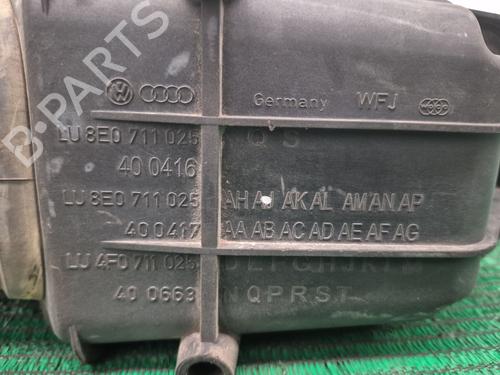 B-PARTS
Germany WFJ
LU 8E0 711 025 Q S
40 0416
LU 8E0 711 025 AH AJ AK AL AM AN AP
40 0417 AA AB AC AD AE AF AG
LU 4F0 711 025
40 0663 N Q P R S T